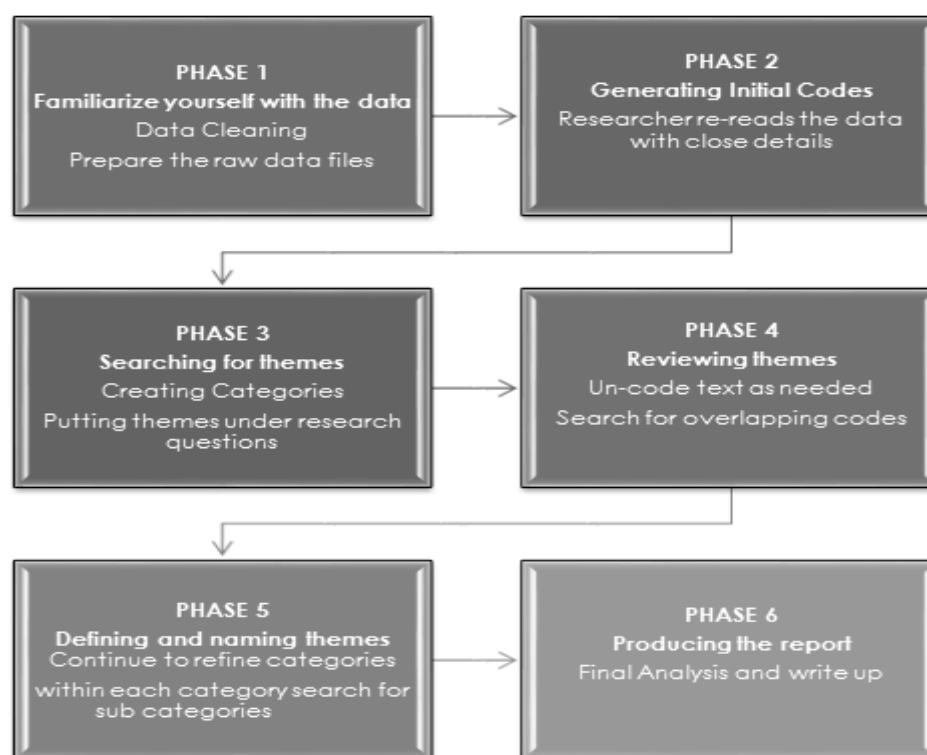 PHASE 1
Familiarize yourself with the data
Data Cleaning
Prepare the raw data files
PHASE 2
Generating Initial Codes
Researcher re-reads the data
with close details
PHASE 3
Searching for themes
Creating Categories
Putting themes under research
questions
PHASE 4
Reviewing themes
Un-code text as needed
Search for overlapping codes
PHASE 5
Defining and naming themes
Continue to refine categories
within each category search for
sub categories
PHASE 6
Producing the report
Final Analysis and write up